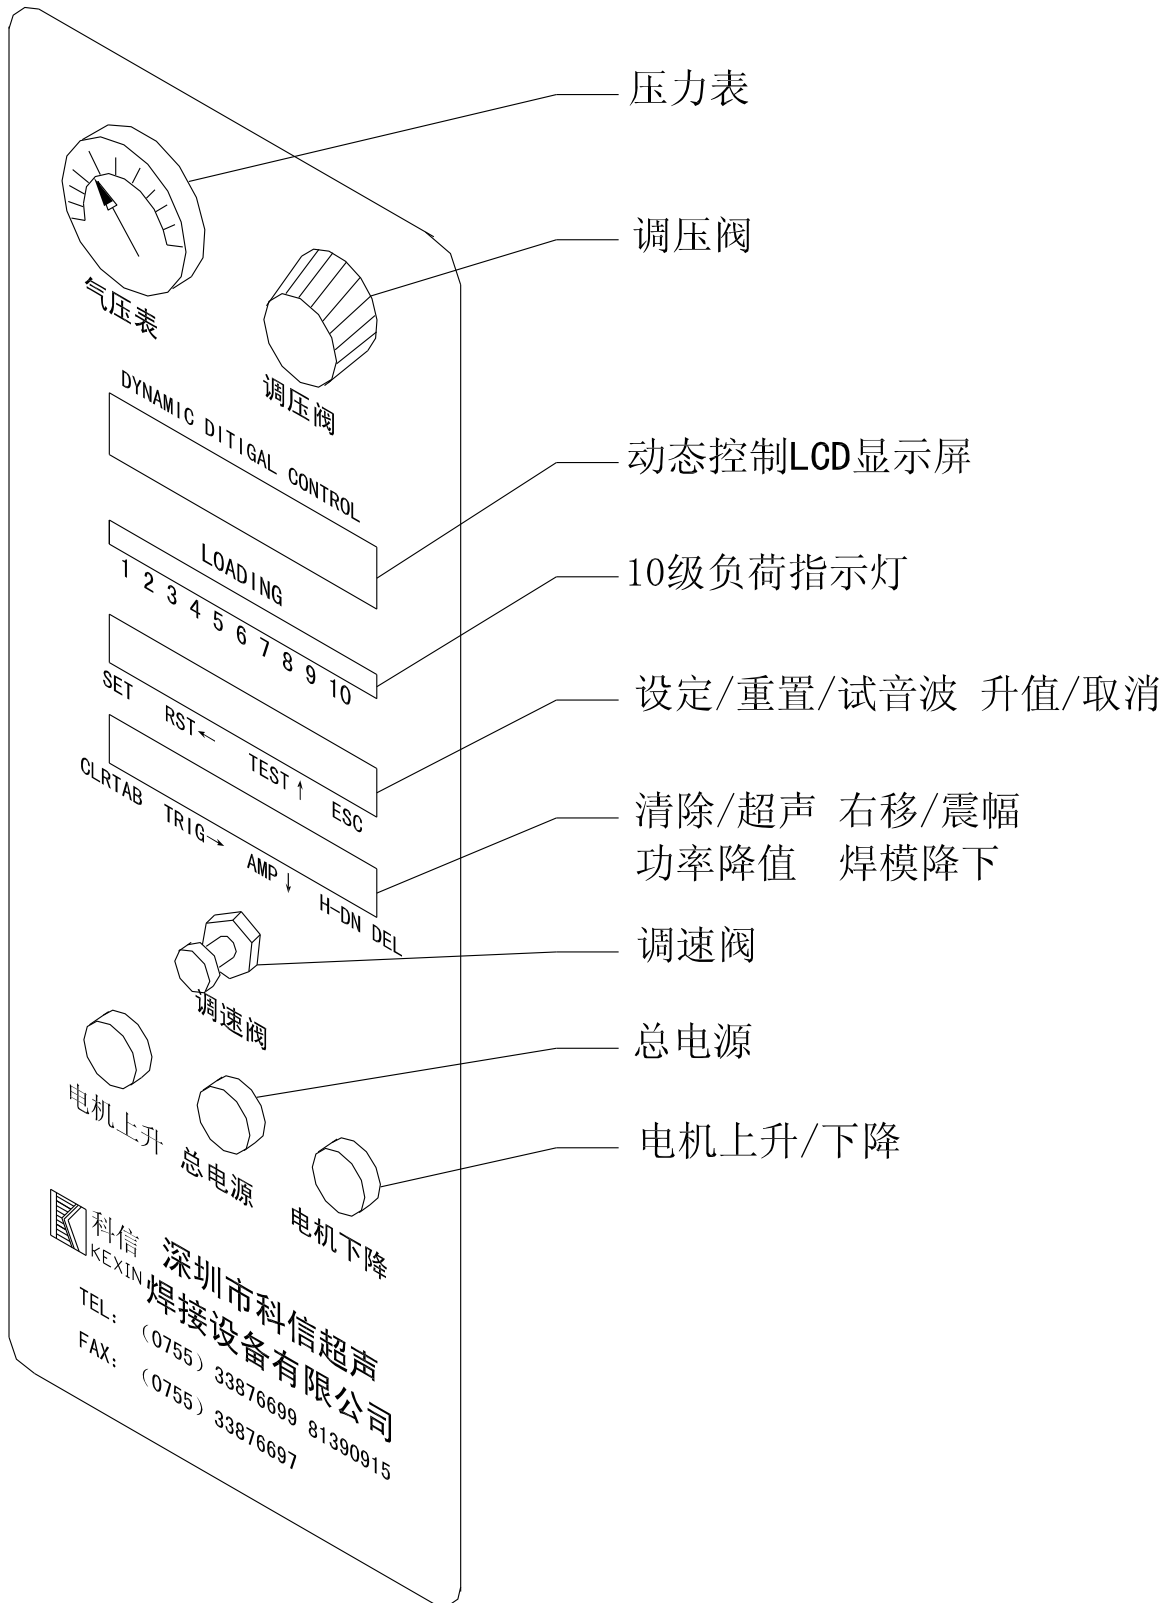 压力表
气压表
调压阀
调压阀
DYNAMIC DITIGAL CONTROL
动态控制LCD显示屏
LOADING
1 2 3 4 5 6 7 8 9 10
10级负荷指示灯
SET RST← TEST↑ ESC
设定/重置/试音波 升值/取消
CLRTAB TRIG→ AMP↓ H-DN DEL
清除/超声 右移/震幅
功率降值 焊模降下
调速阀
调速阀
电机上升
总电源
总电源
电机下降
电机上升/下降
科信
KEXIN
深圳市科信超声
焊接设备有限公司
TEL: (0755) 33876699 81390915
FAX: (0755) 33876697